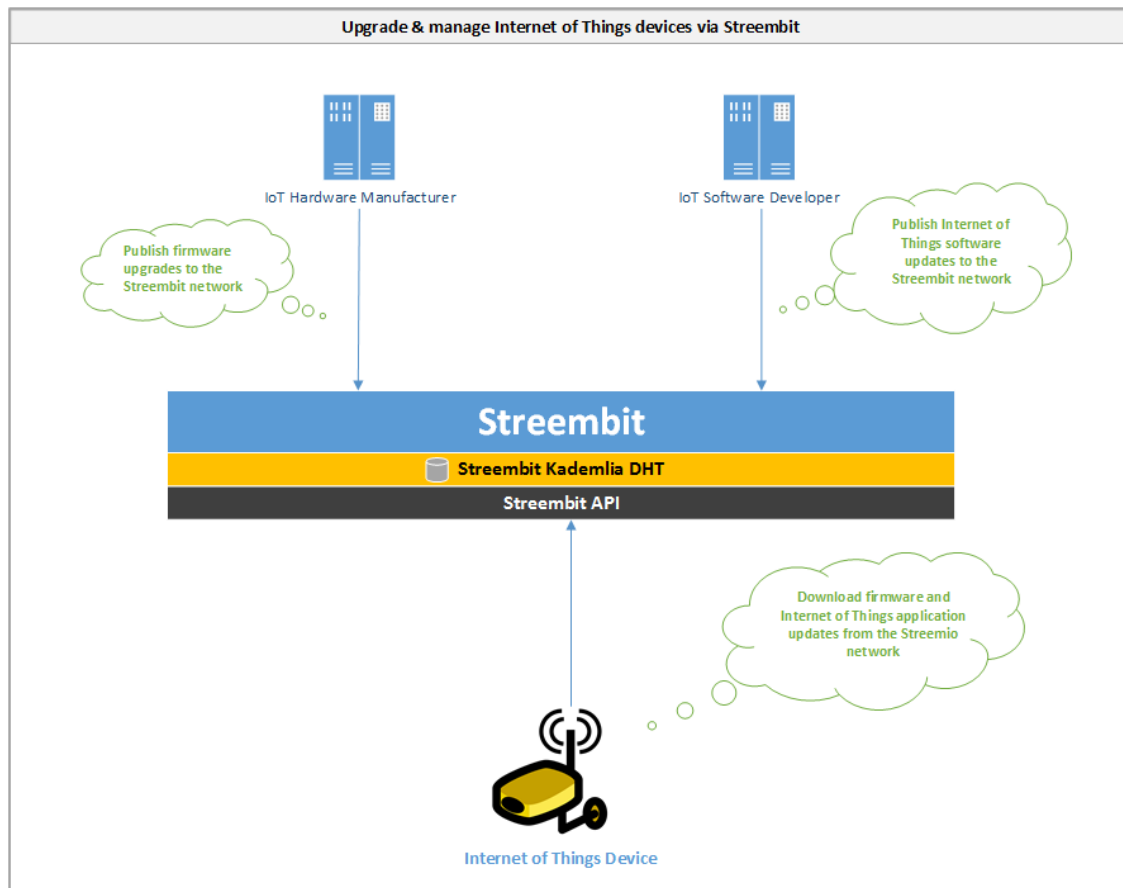 Upgrade & manage Internet of Things devices via Streembit
IoT Hardware Manufacturer
IoT Software Developer
Publish firmware
upgrades to the
Streembit network
Publish Internet of
Things software
updates to the
Streembit network
Streembit
Streembit Kademlia DHT
Streembit API
Download firmware and
Internet of Things application
updates from the Streemio
network
Internet of Things Device